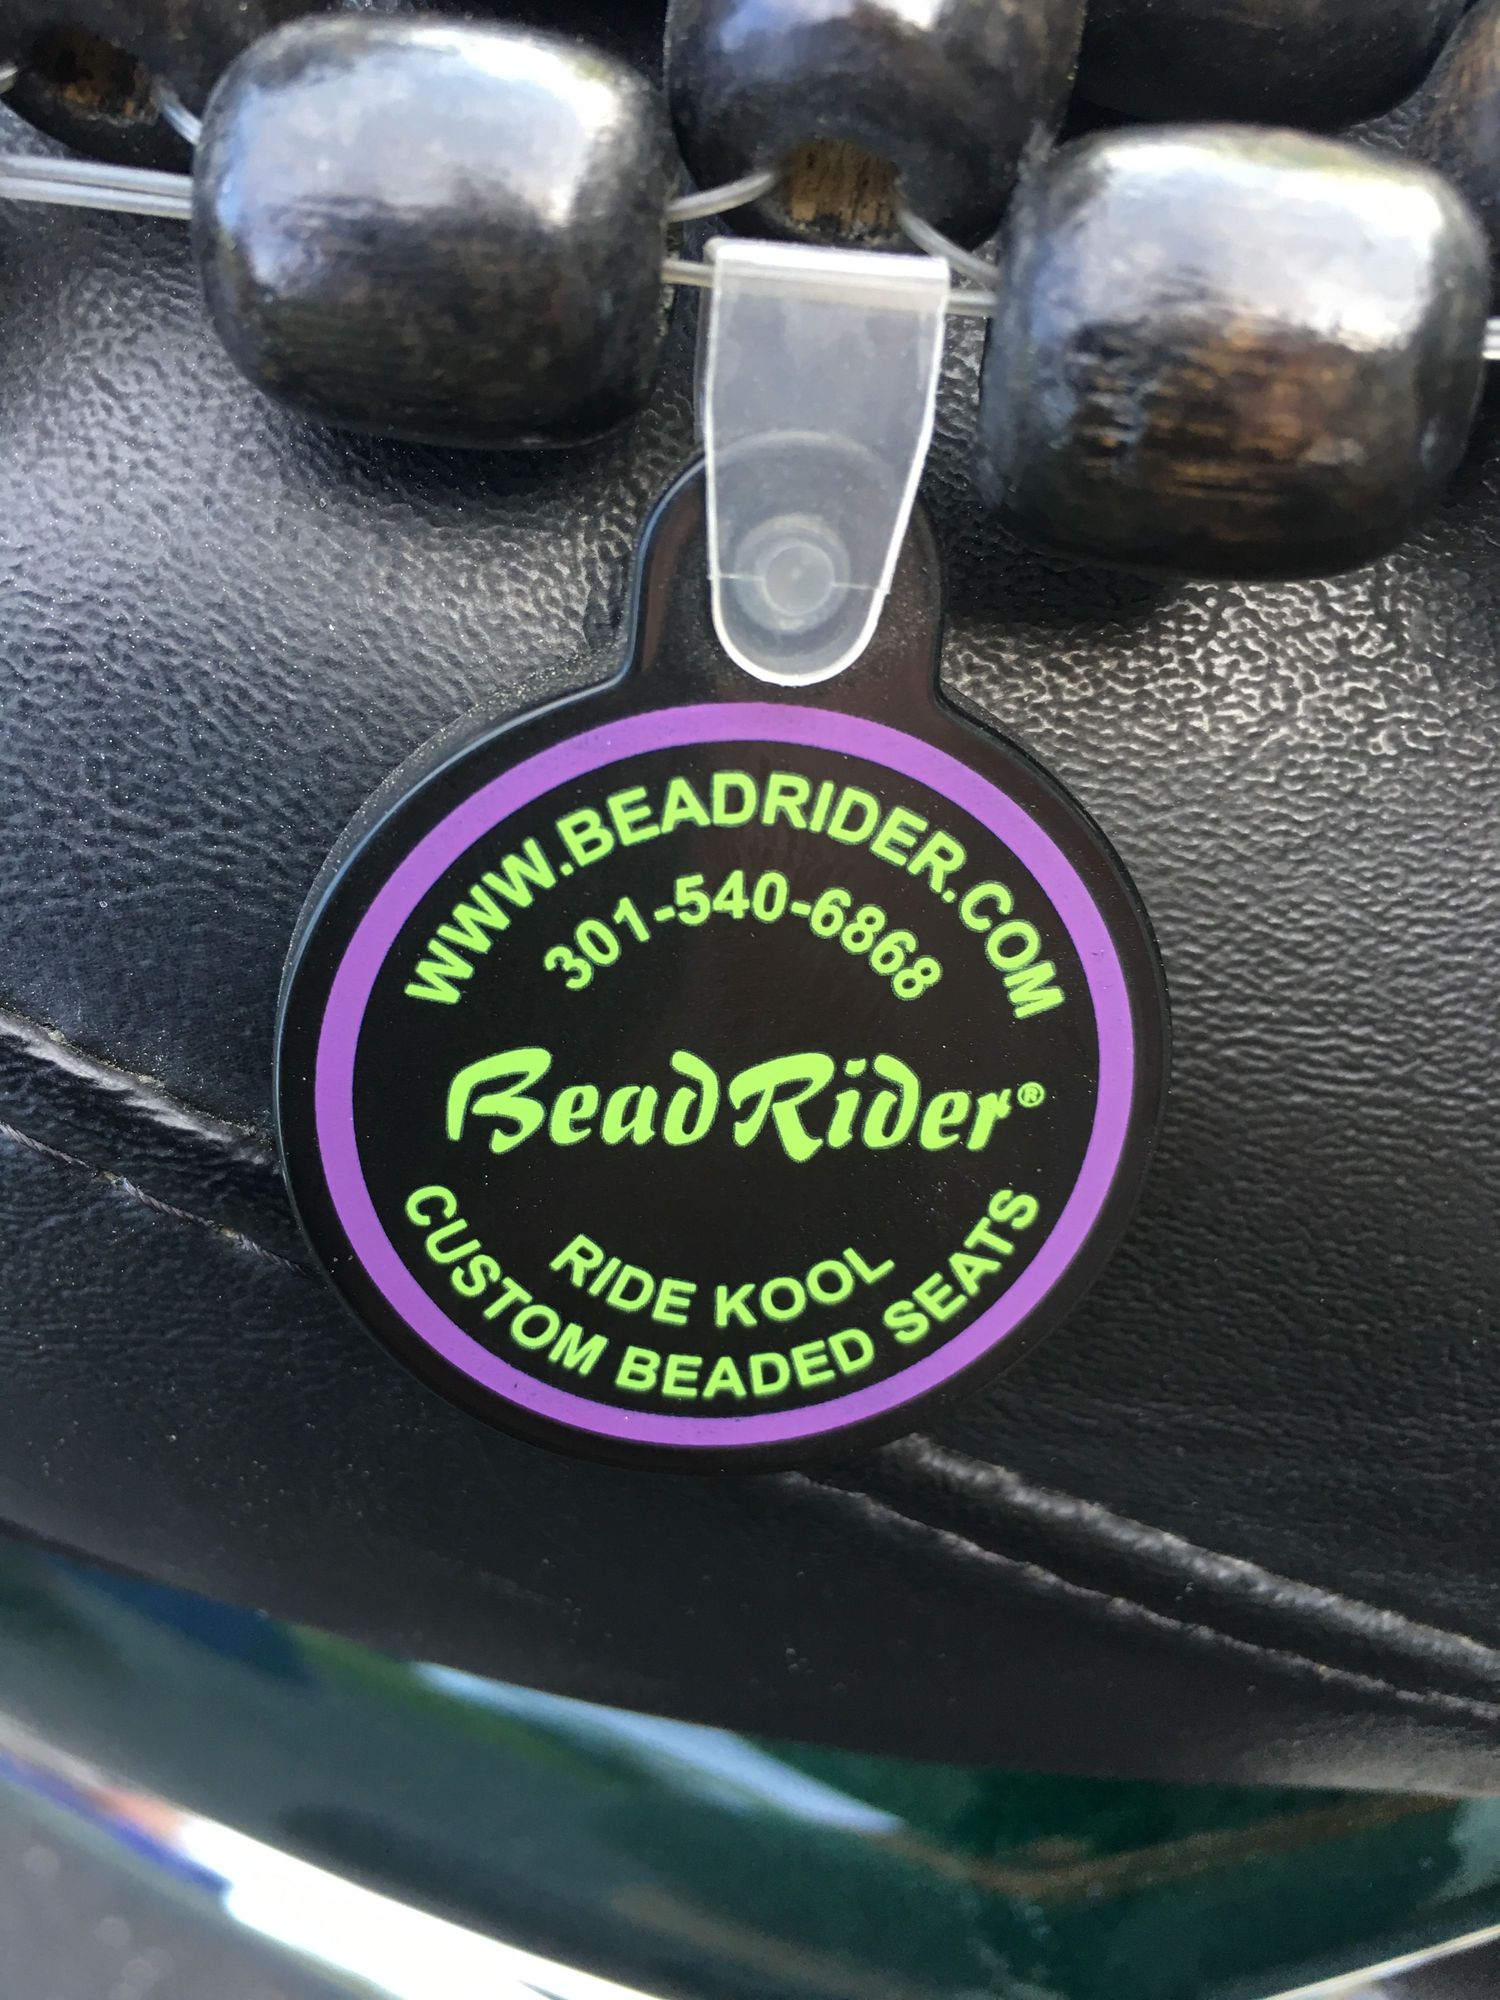 WWW.BEADRIDER.COM
301-540-6868
BeadRider®
RIDE KOOL
CUSTOM BEADED SEATS